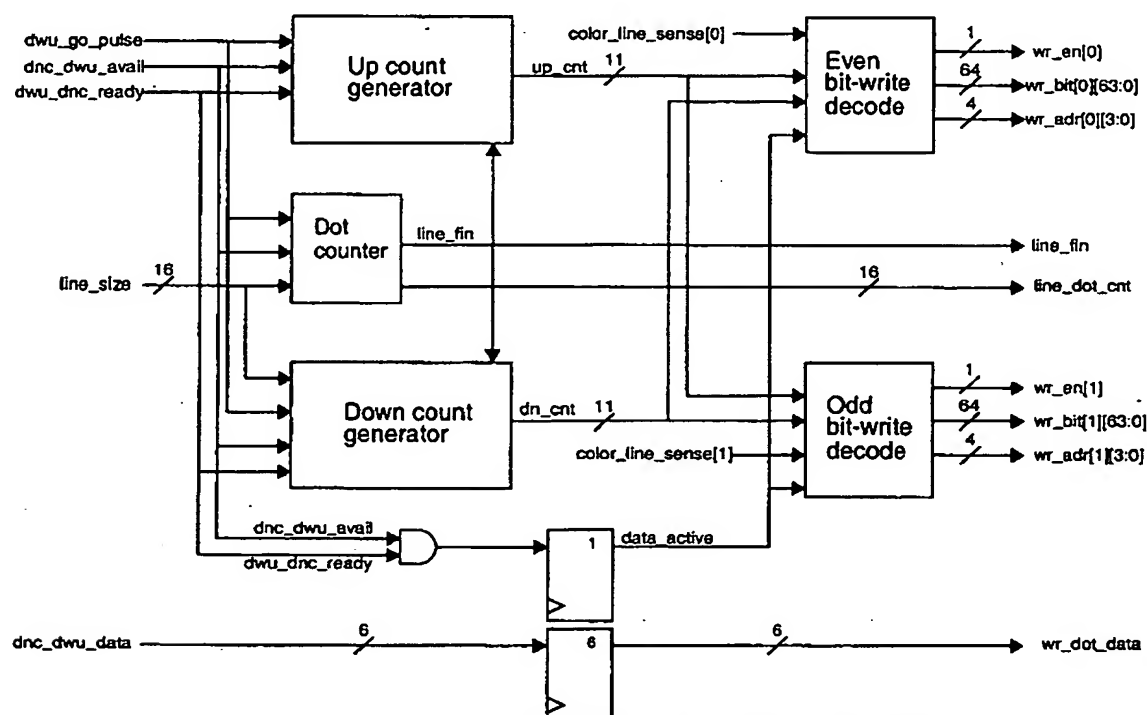 dwu_go_pulse
dnc_dwu_avail
dwu_dnc_ready
Up count
generator
up_cnt
11
color_line_sense[0]
Even
bit-write
decode
1
wr_en[0]
64
wr_bit[0][63:0]
4
wr_adr[0][3:0]
Dot
counter
line_fin
line_fin
line_size
16
16
line_dot_cnt
Down count
generator
dn_cnt
11
color_line_sense[1]
Odd
bit-write
decode
1
wr_en[1]
64
wr_bit[1][63:0]
4
wr_adr[1][3:0]
dnc_dwu_avail
dwu_dnc_ready
1
data_active
dnc_dwu_data
6
6
6
wr_dot_data